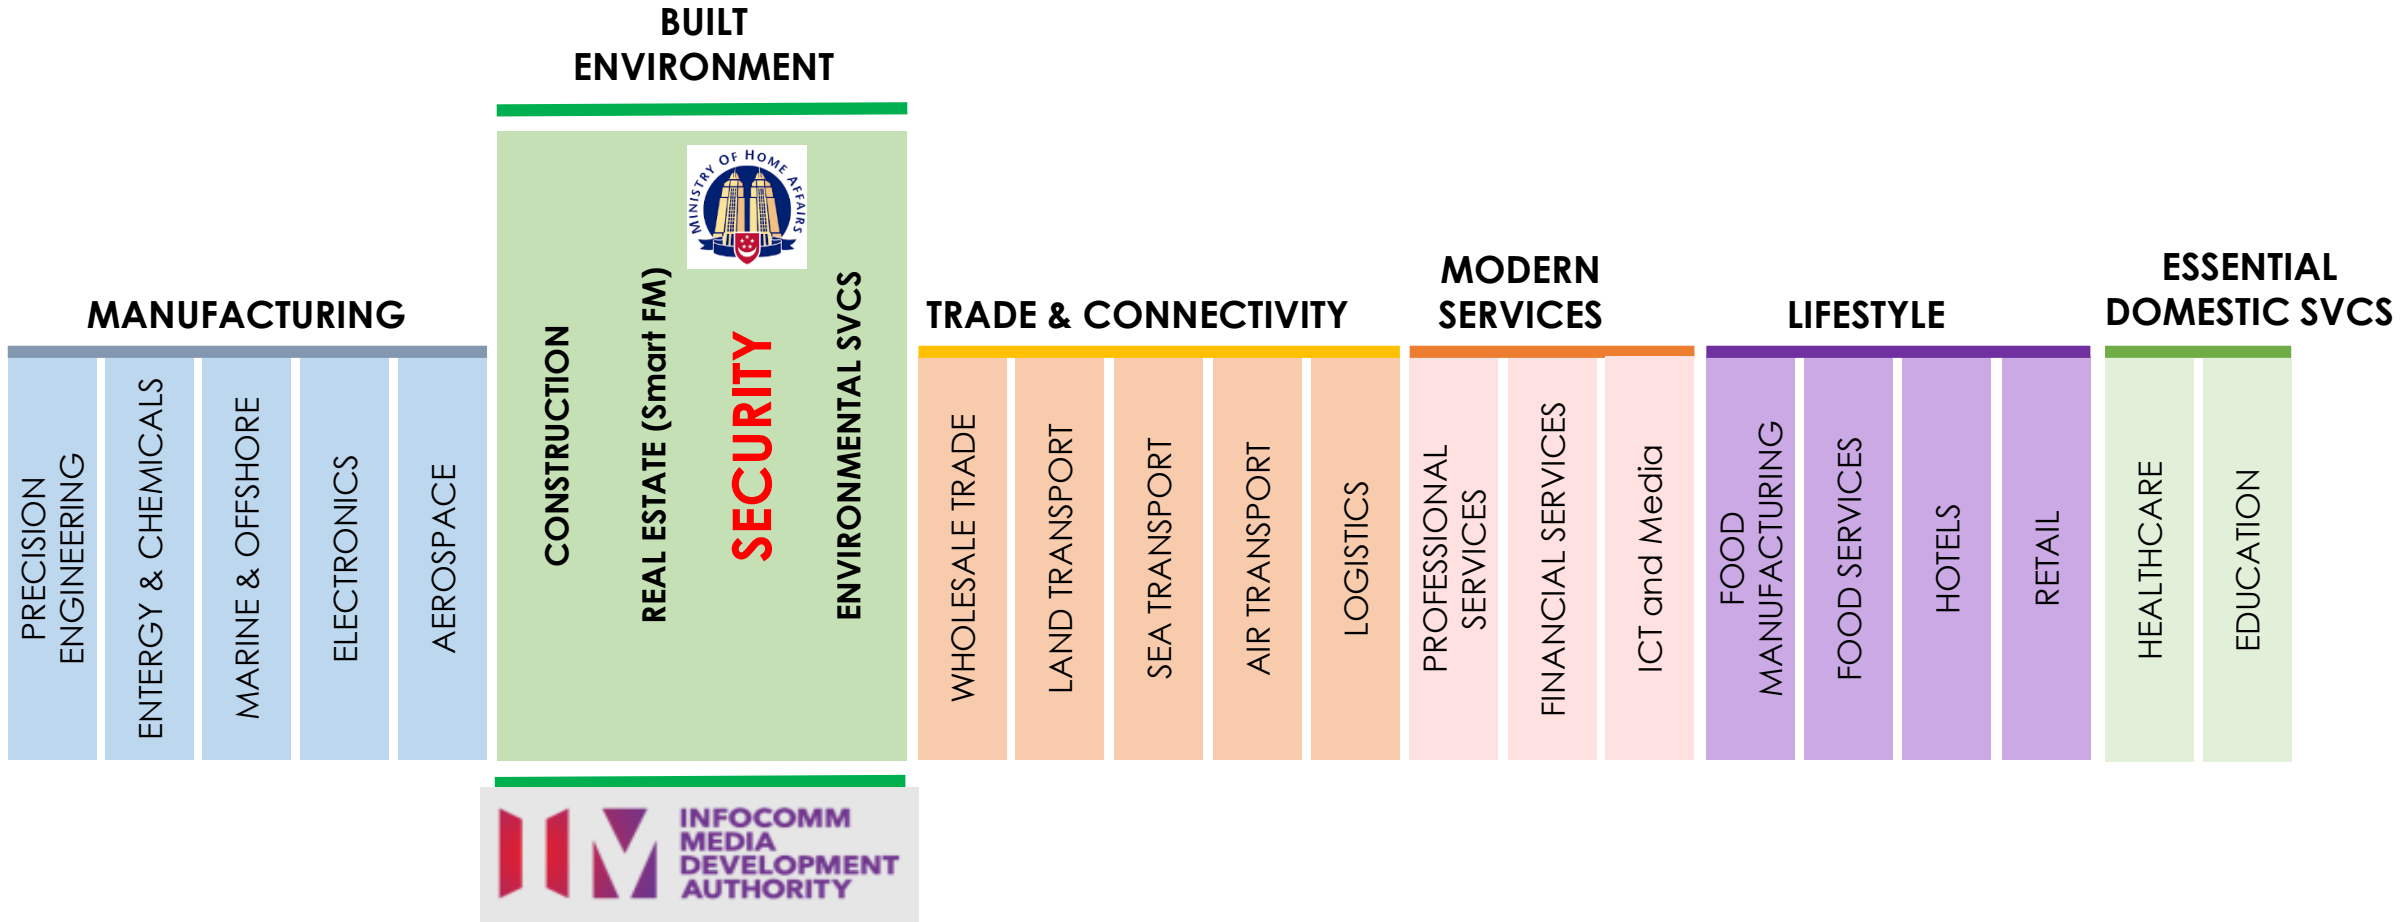 BUILT
ENVIRONMENT
MINISTRY OF HOME AFFAIRS
MANUFACTURING
PRECISION
ENGINEERING
ENTERGY & CHEMICALS
MARINE & OFFSHORE
ELECTRONICS
AEROSPACE
CONSTRUCTION
REAL ESTATE (Smart FM)
SECURITY
ENVIRONMENTAL SVCS
TRADE & CONNECTIVITY
WHOLESALE TRADE
LAND TRANSPORT
SEA TRANSPORT
AIR TRANSPORT
LOGISTICS
MODERN
SERVICES
PROFESSIONAL
SERVICES
FINANCIAL SERVICES
ICT and Media
LIFESTYLE
FOOD
MANUFACTURING
FOOD SERVICES
HOTELS
RETAIL
ESSENTIAL
DOMESTIC SVCS
HEALTHCARE
EDUCATION
INFOCOMM
MEDIA
DEVELOPMENT
AUTHORITY